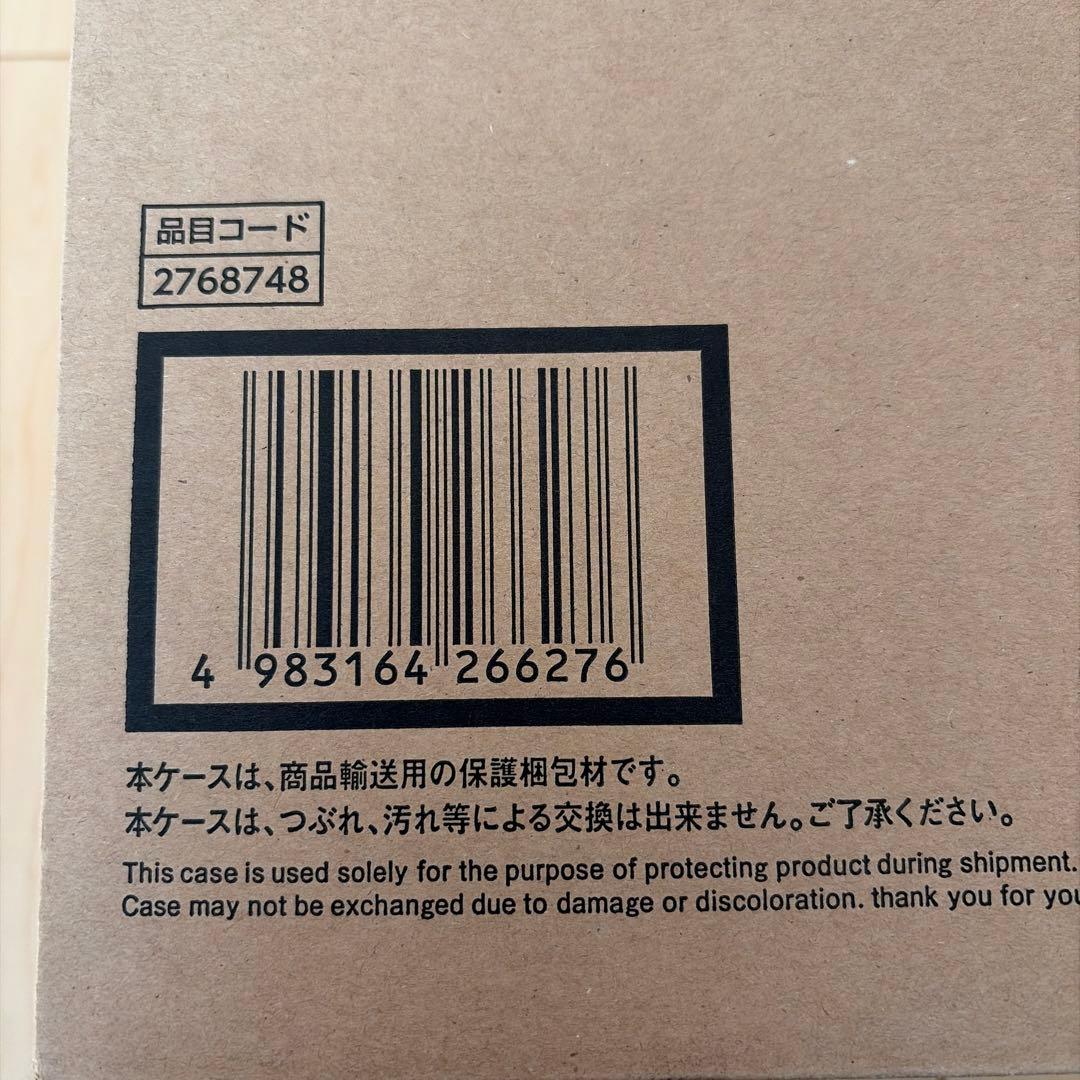 品目コード
2768748
4 983164 266276
本ケースは、商品輸送用の保護梱包材です。
本ケースは、つぶれ、汚れ等による交換は出来ません。ご了承ください。
This case is used solely for the purpose of protecting product during shipment.
Case may not be exchanged due to damage or discoloration. thank you for